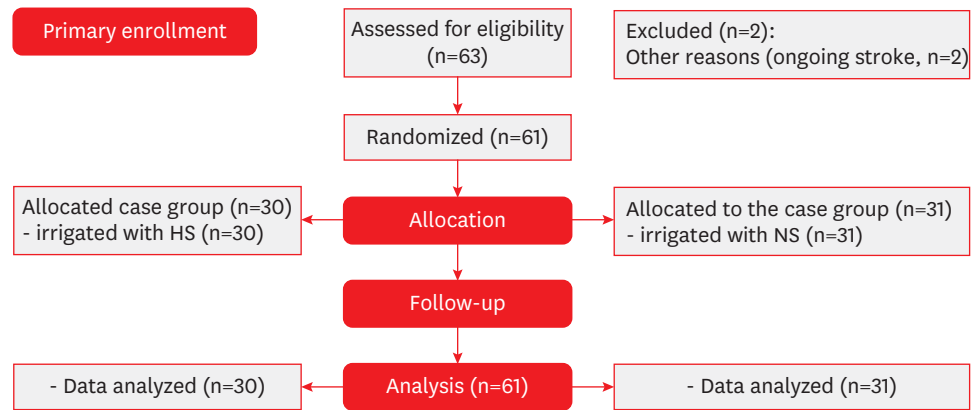 Primary enrollment
Assessed for eligibility
(n=63)
Excluded (n=2):
Other reasons (ongoing stroke, n=2)
Randomized (n=61)
Allocated case group (n=30)
- irrigated with HS (n=30)
Allocation
Allocated to the case group (n=31)
- irrigated with NS (n=31)
Follow-up
- Data analyzed (n=30)
Analysis (n=61)
- Data analyzed (n=31)